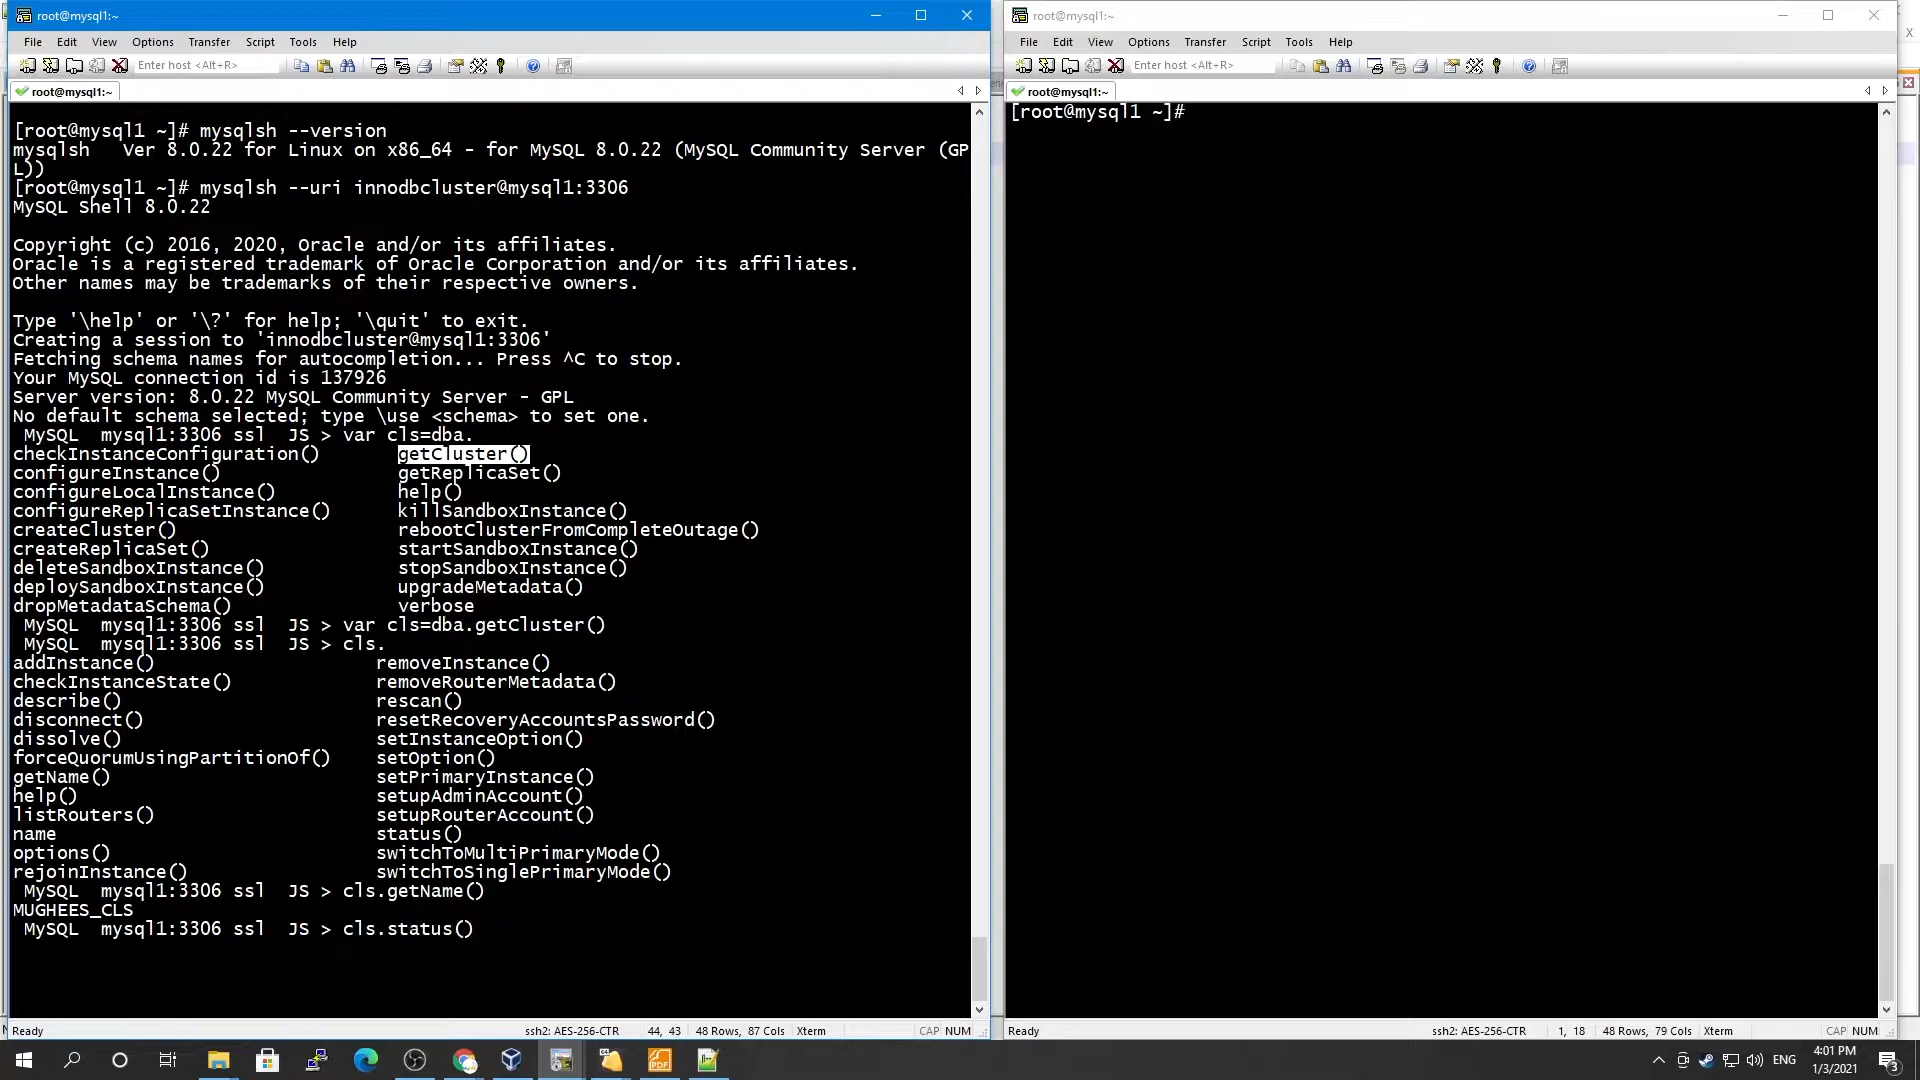 root@mysql1:~
File Edit View Options Transfer Script Tools Help
Enter host <Alt+R>
root@mysql1:~
[root@mysql1 ~]# mysqlsh --version
mysqlsh   Ver 8.0.22 for Linux on x86_64 - for MySQL 8.0.22 (MySQL Community Server (GP
L))
[root@mysql1 ~]# mysqlsh --uri innodbcluster@mysql1:3306
MySQL Shell 8.0.22
Copyright (c) 2016, 2020, Oracle and/or its affiliates.
Oracle is a registered trademark of Oracle Corporation and/or its affiliates.
Other names may be trademarks of their respective owners.
Type '\help' or '\?' for help; '\quit' to exit.
Creating a session to 'innodbcluster@mysql1:3306'
Fetching schema names for autocompletion... Press ^C to stop.
Your MySQL connection id is 137926
Server version: 8.0.22 MySQL Community Server - GPL
No default schema selected; type \use <schema> to set one.
MySQL  mysql1:3306 ssl  JS > var cls=dba.
checkInstanceConfiguration() getCluster()
configureInstance() getReplicaSet()
configureLocalInstance() help()
configureReplicaSetInstance() killSandboxInstance()
createCluster() rebootClusterFromCompleteOutage()
createReplicaSet() startSandboxInstance()
deleteSandboxInstance() stopSandboxInstance()
deploySandboxInstance() upgradeMetadata()
dropMetadataSchema() verbose
MySQL  mysql1:3306 ssl  JS > var cls=dba.getCluster()
MySQL  mysql1:3306 ssl  JS > cls.
addInstance() removeInstance()
checkInstanceState() removeRouterMetadata()
describe() rescan()
disconnect() resetRecoveryAccountsPassword()
dissolve() setInstanceOption()
forceQuorumUsingPartitionOf() setOption()
getName() setPrimaryInstance()
help() setupAdminAccount()
listRouters() setupRouterAccount()
name status()
options() switchToMultiPrimaryMode()
rejoinInstance() switchToSinglePrimaryMode()
MySQL  mysql1:3306 ssl  JS > cls.getName()
MUGHEES_CLS
MySQL  mysql1:3306 ssl  JS > cls.status()
Ready ssh2: AES-256-CTR 44, 43 48 Rows, 87 Cols Xterm CAP NUM
root@mysql1:~
File Edit View Options Transfer Script Tools Help
Enter host <Alt+R>
root@mysql1:~
[root@mysql1 ~]#
Ready ssh2: AES-256-CTR 1, 18 48 Rows, 79 Cols Xterm CAP NUM
PDF
ENG
4:01 PM
1/3/2021
3